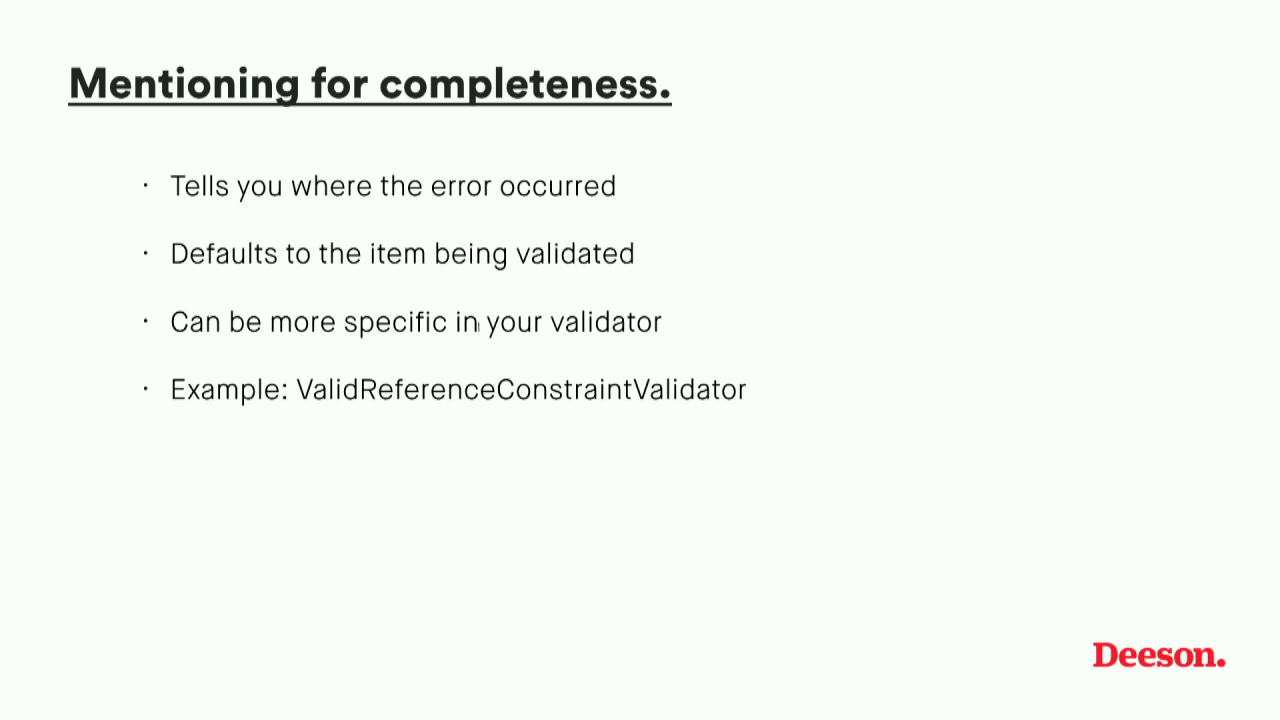 Mentioning for completeness.
· Tells you where the error occurred
· Defaults to the item being validated
· Can be more specific in your validator
· Example: ValidReferenceConstraintValidator
Deeson.